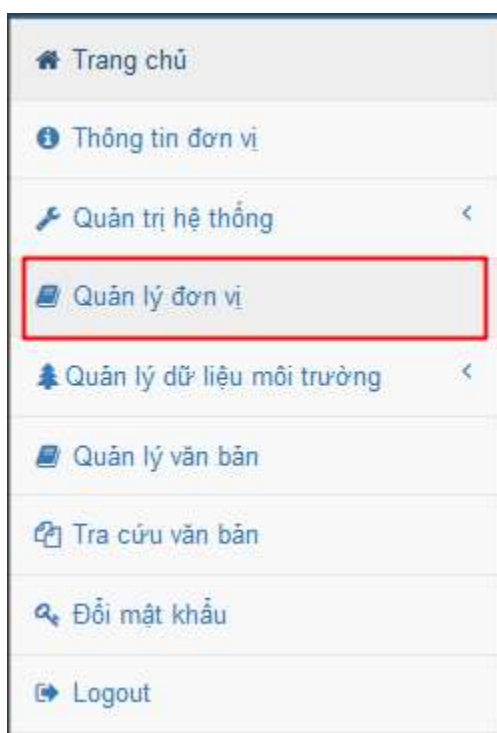 Trang chủ
Thông tin đơn vị
Quản trị hệ thống
Quản lý đơn vị
Quản lý dữ liệu môi trường
Quản lý văn bản
Tra cứu văn bản
Đổi mật khẩu
Logout